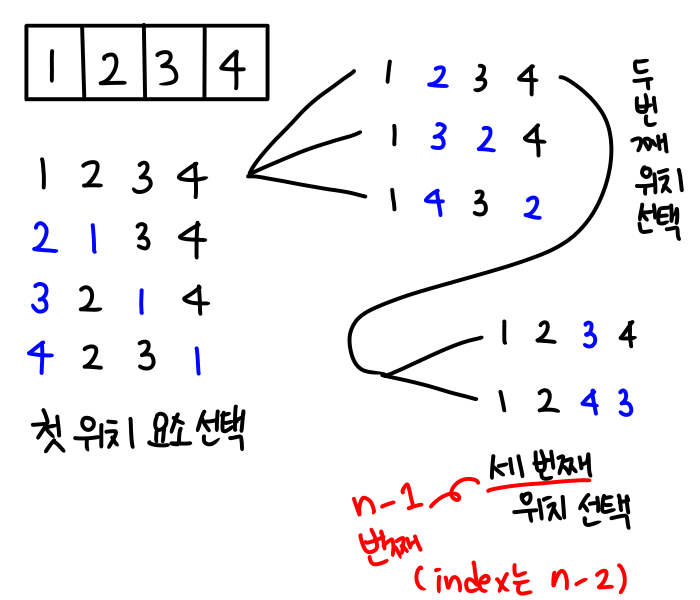 1 2 3 4
1 2 3 4
2 1 3 4
3 2 1 4
4 2 3 1
첫 위치 요소 선택
1 2 3 4
1 3 2 4
1 4 3 2
두
번
째
위치
선택
1 2 3 4
1 2 4 3
세 번째
위치 선택
n-1
번째
(index는 n-2)